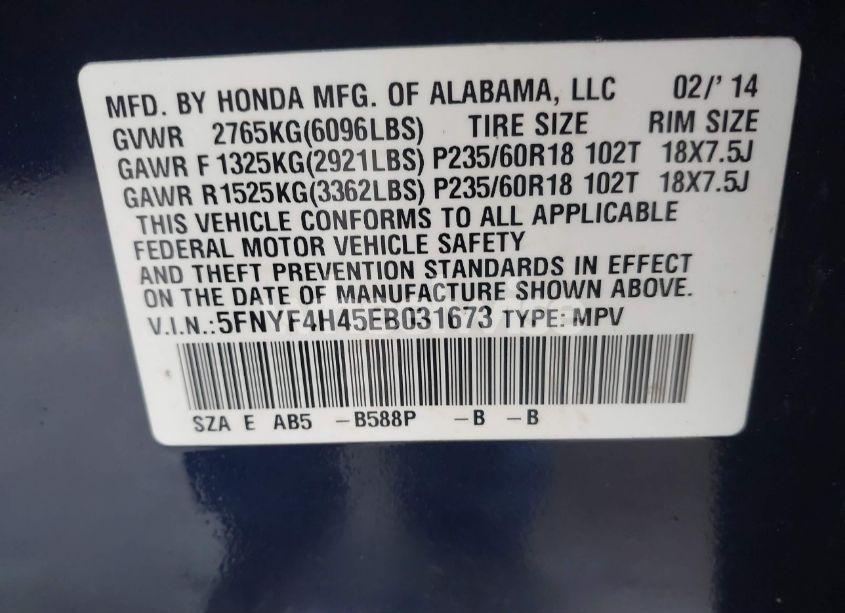 MFD. BY HONDA MFG. OF ALABAMA, LLC 02/'14
GVWR 2765KG(6096LBS) TIRE SIZE RIM SIZE
GAWR F 1325KG(2921LBS) P235/60R18 102T 18X7.5J
GAWR R1525KG(3362LBS) P235/60R18 102T 18X7.5J
THIS VEHICLE CONFORMS TO ALL APPLICABLE
FEDERAL MOTOR VEHICLE SAFETY
AND THEFT PREVENTION STANDARDS IN EFFECT
ON THE DATE OF MANUFACTURE SHOWN ABOVE.
V.I.N.:5FNYF4H45EB031673 TYPE: MPV
SZA E AB5 -B588P -B -B